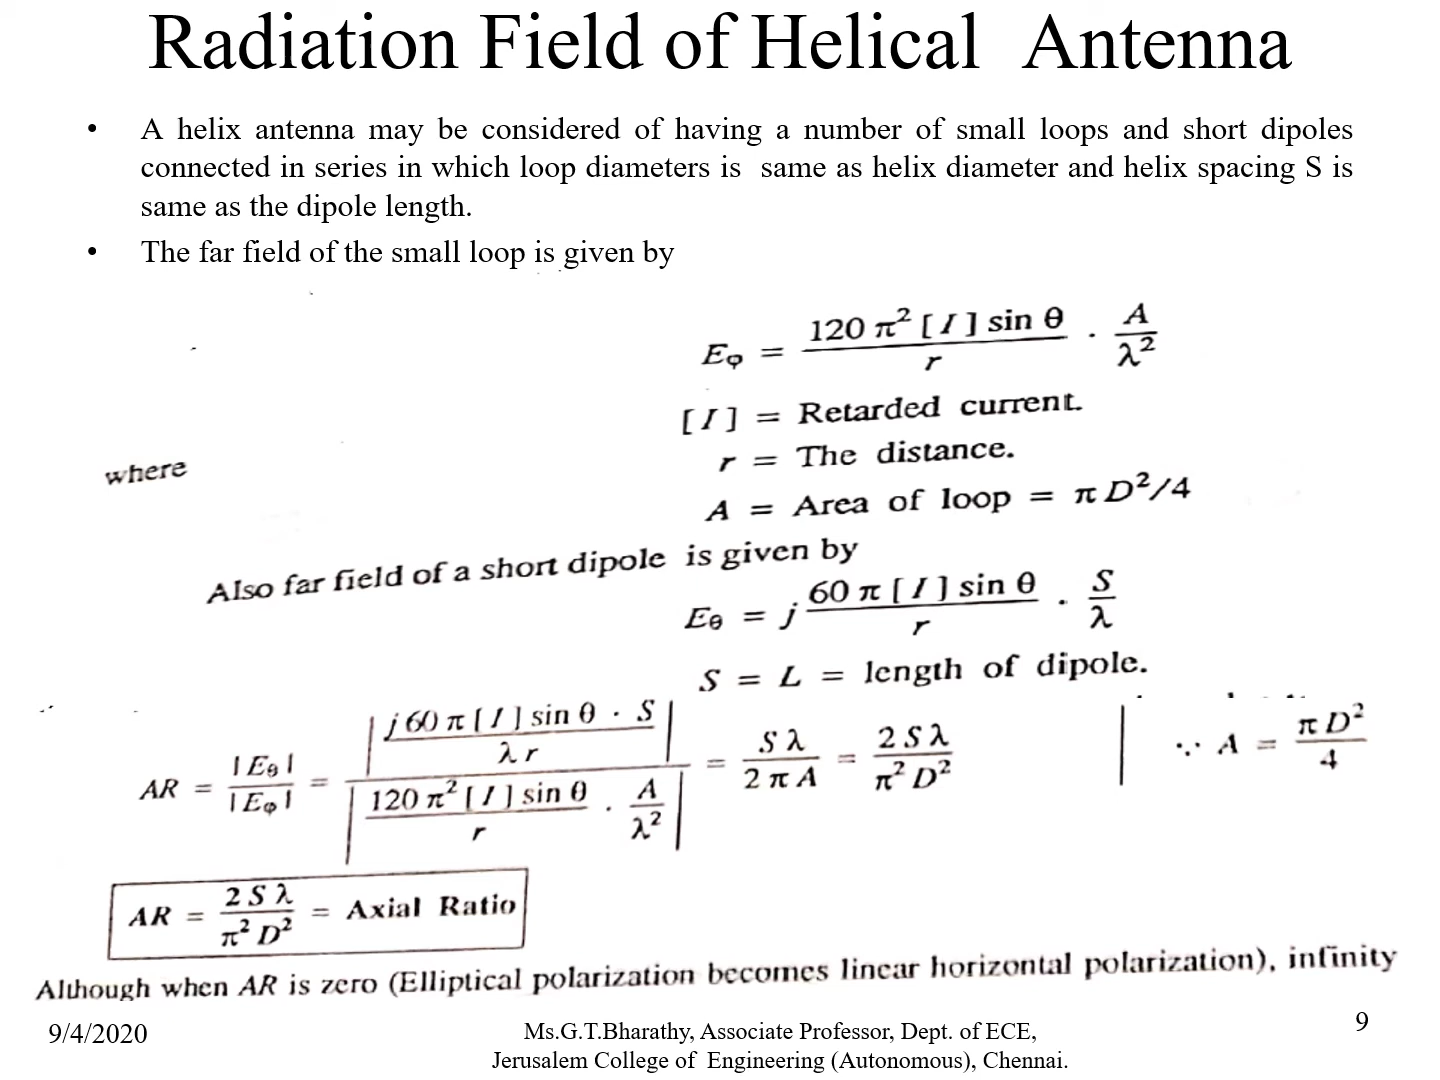 Radiation Field of Helical Antenna
• A helix antenna may be considered of having a number of small loops and short dipoles
connected in series in which loop diameters is same as helix diameter and helix spacing S is
same as the dipole length.
• The far field of the small loop is given by
Eφ = 120 π² [I] sin θ / r · A / λ²
[I] = Retarded current.
where
r = The distance.
A = Area of loop = π D²/4
Also far field of a short dipole is given by
Eθ = j 60 π [I] sin θ / r · S / λ
S = L = length of dipole.
AR = |Eθ| / |Eφ| = |j 60 π [I] sin θ · S / λ r| / |120 π² [I] sin θ / r · A / λ²| = S λ / 2 π A = 2 S λ / π² D² | ∵ A = π D² / 4
AR = 2 S λ / π² D² = Axial Ratio
Although when AR is zero (Elliptical polarization becomes linear horizontal polarization), infinity
9/4/2020
Ms.G.T.Bharathy, Associate Professor, Dept. of ECE,
Jerusalem College of Engineering (Autonomous), Chennai.
9